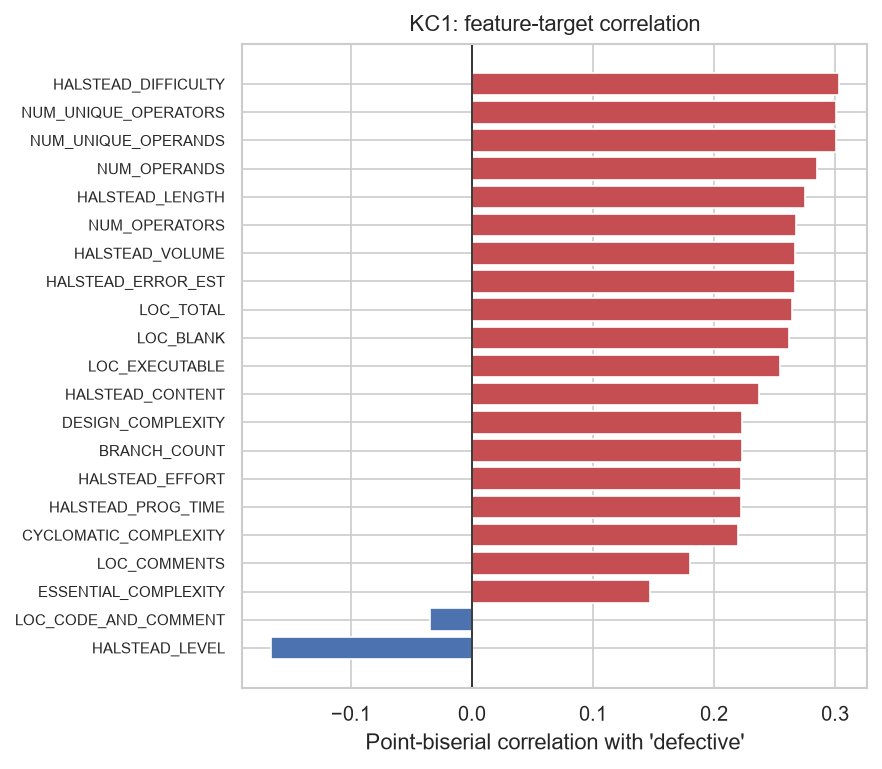 KC1: feature-target correlation
HALSTEAD_DIFFICULTY
NUM_UNIQUE_OPERATORS
NUM_UNIQUE_OPERANDS
NUM_OPERANDS
HALSTEAD_LENGTH
NUM_OPERATORS
HALSTEAD_VOLUME
HALSTEAD_ERROR_EST
LOC_TOTAL
LOC_BLANK
LOC_EXECUTABLE
HALSTEAD_CONTENT
DESIGN_COMPLEXITY
BRANCH_COUNT
HALSTEAD_EFFORT
HALSTEAD_PROG_TIME
CYCLOMATIC_COMPLEXITY
LOC_COMMENTS
ESSENTIAL_COMPLEXITY
LOC_CODE_AND_COMMENT
HALSTEAD_LEVEL
−0.1 0.0 0.1 0.2 0.3
Point-biserial correlation with 'defective'